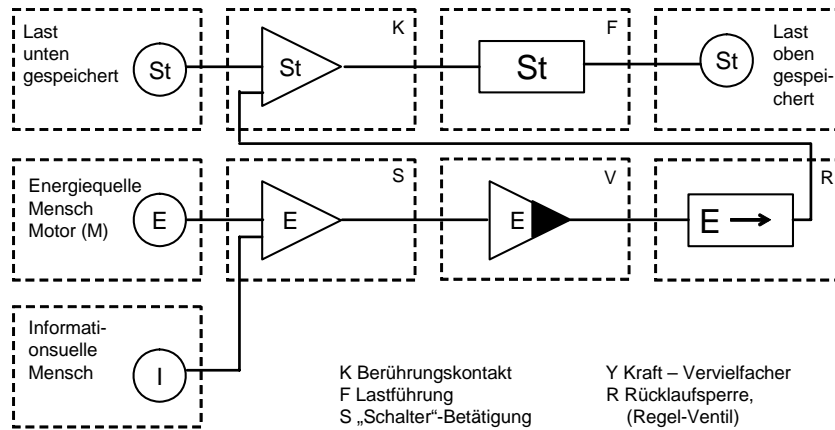 Last
unten
gespeichert
St
K
St
F
St
St
Last
oben
gespei-
chert
Energiequelle
Mensch
Motor (M)
E
S
E
V
E
R
E
Informati-
onsuelle
Mensch
I
K Berührungskontakt
F Lastführung
S „Schalter“-Betätigung
Y Kraft – Vervielfacher
R Rücklaufsperre,
(Regel-Ventil)